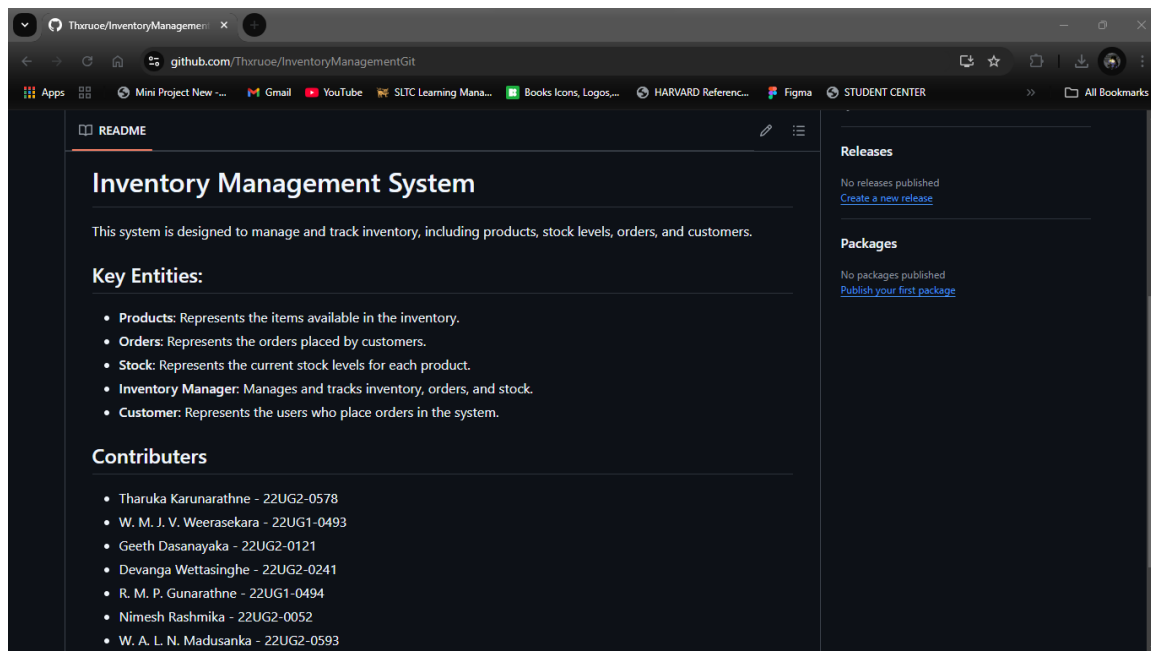 Thxruoe/InventoryManagement
github.com/Thxruoe/InventoryManagementGit
Apps
Mini Project New -...
Gmail
YouTube
SLTC Learning Mana...
Books Icons, Logos,...
HARVARD Referenc...
Figma
STUDENT CENTER
All Bookmarks
README
Inventory Management System
This system is designed to manage and track inventory, including products, stock levels, orders, and customers.
Key Entities:
Products: Represents the items available in the inventory.
Orders: Represents the orders placed by customers.
Stock: Represents the current stock levels for each product.
Inventory Manager: Manages and tracks inventory, orders, and stock.
Customer: Represents the users who place orders in the system.
Contributers
Tharuka Karunarathne - 22UG2-0578
W. M. J. V. Weerasekara - 22UG1-0493
Geeth Dasanayaka - 22UG2-0121
Devanga Wettasinghe - 22UG2-0241
R. M. P. Gunarathne - 22UG1-0494
Nimesh Rashmika - 22UG2-0052
W. A. L. N. Madusanka - 22UG2-0593
Releases
No releases published
Create a new release
Packages
No packages published
Publish your first package